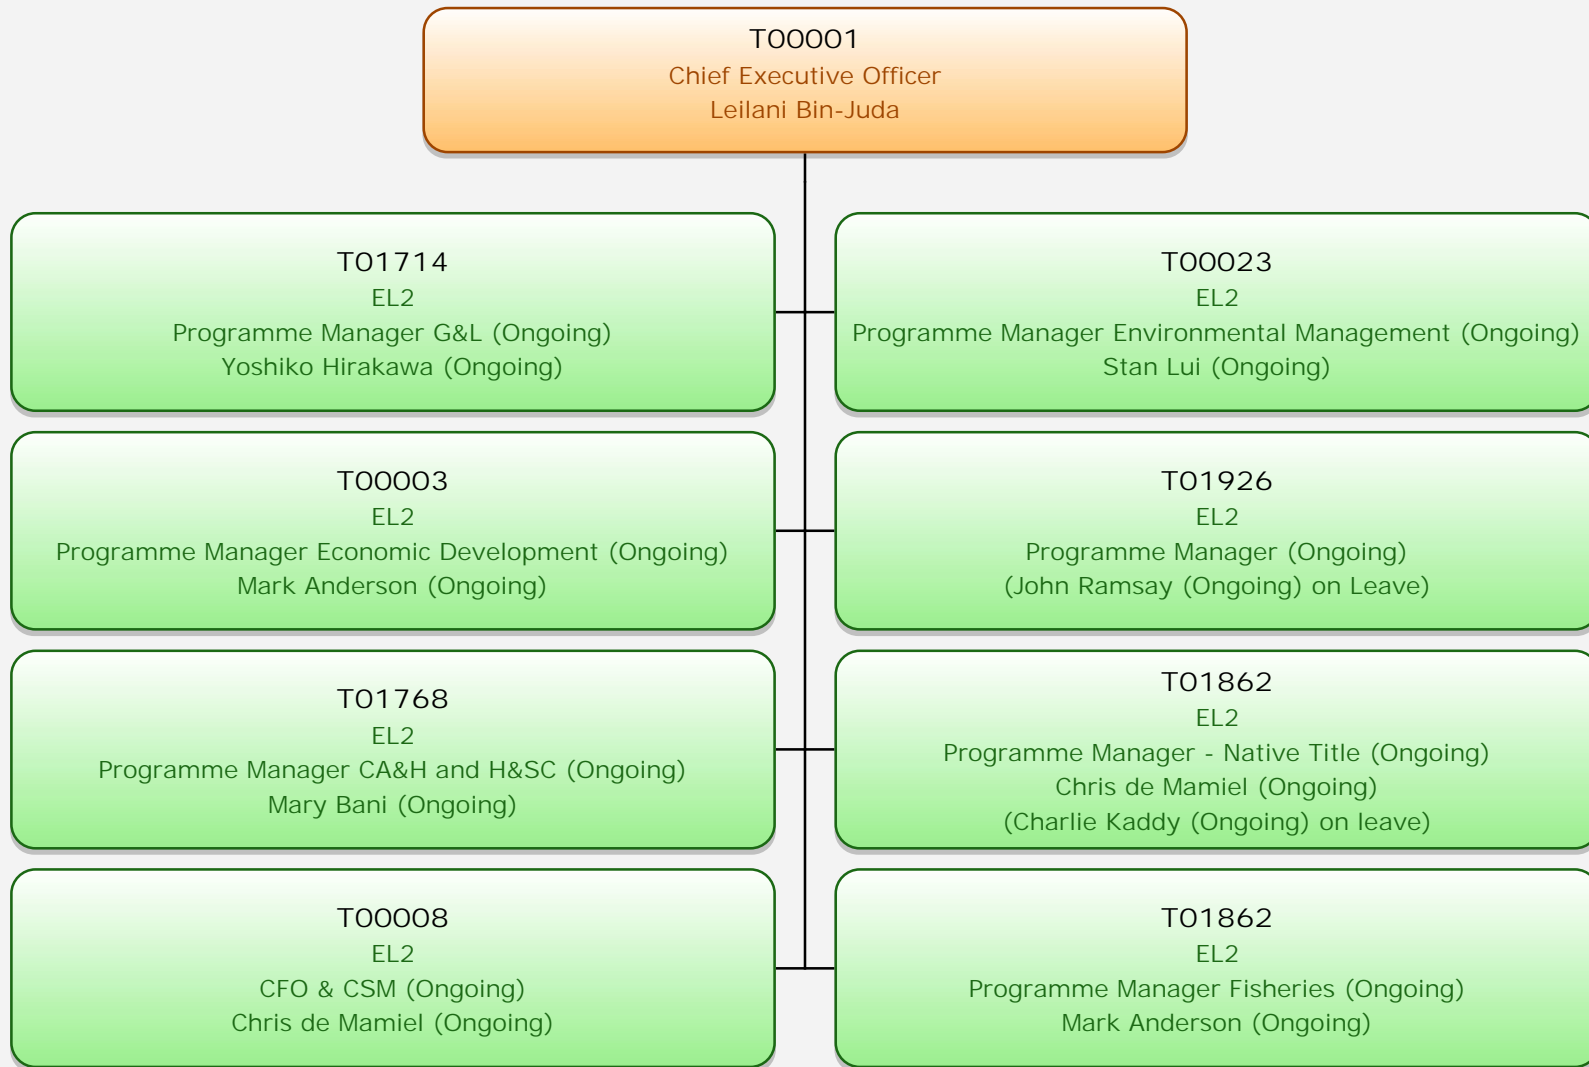 T00001
Chief Executive Officer
Leilani Bin-Juda
T01714
EL2
Programme Manager G&L (Ongoing)
Yoshiko Hirakawa (Ongoing)
T00023
EL2
Programme Manager Environmental Management (Ongoing)
Stan Lui (Ongoing)
T00003
EL2
Programme Manager Economic Development (Ongoing)
Mark Anderson (Ongoing)
T01926
EL2
Programme Manager (Ongoing)
(John Ramsay (Ongoing) on Leave)
T01768
EL2
Programme Manager CA&H and H&SC (Ongoing)
Mary Bani (Ongoing)
T01862
EL2
Programme Manager - Native Title (Ongoing)
Chris de Mamiel (Ongoing)
(Charlie Kaddy (Ongoing) on leave)
T00008
EL2
CFO & CSM (Ongoing)
Chris de Mamiel (Ongoing)
T01862
EL2
Programme Manager Fisheries (Ongoing)
Mark Anderson (Ongoing)